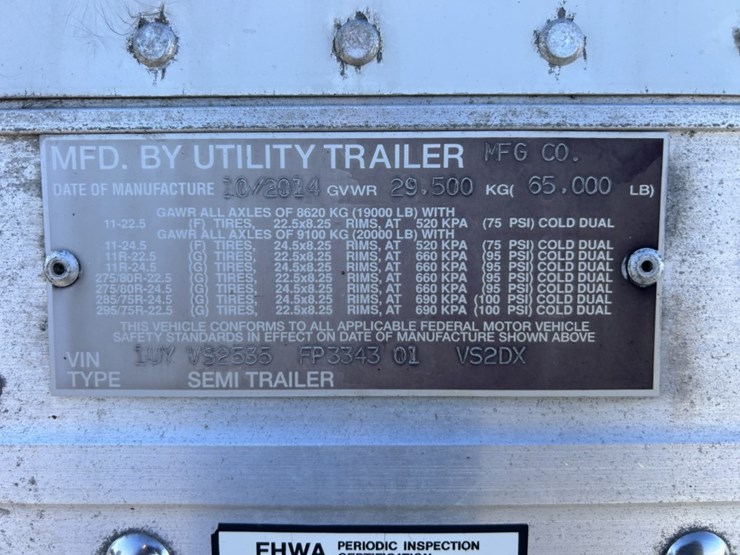 MFD. BY UTILITY TRAILER MFG CO.
DATE OF MANUFACTURE 10/2014 GVWR 29,500 KG( 65,000 LB)
GAWR ALL AXLES OF 8620 KG (19000 LB) WITH
11-22.5 (F) TIRES, 22.5x8.25 RIMS, AT 520 KPA (75 PSI) COLD DUAL
GAWR ALL AXLES OF 9100 KG (20000 LB) WITH
11-24.5 (F) TIRES, 24.5x8.25 RIMS, AT 520 KPA (75 PSI) COLD DUAL
11R-22.5 (G) TIRES, 22.5x8.25 RIMS, AT 660 KPA (95 PSI) COLD DUAL
11R-24.5 (G) TIRES, 24.5x8.25 RIMS, AT 660 KPA (95 PSI) COLD DUAL
275/80R-22.5 (G) TIRES, 22.5x8.25 RIMS, AT 660 KPA (95 PSI) COLD DUAL
275/80R-24.5 (G) TIRES, 24.5x8.25 RIMS, AT 660 KPA (95 PSI) COLD DUAL
285/75R-24.5 (G) TIRES, 24.5x8.25 RIMS, AT 690 KPA (100 PSI) COLD DUAL
295/75R-22.5 (G) TIRES, 22.5x8.25 RIMS, AT 690 KPA (100 PSI) COLD DUAL
THIS VEHICLE CONFORMS TO ALL APPLICABLE FEDERAL MOTOR VEHICLE
SAFETY STANDARDS IN EFFECT ON DATE OF MANUFACTURE SHOWN ABOVE
VIN 1UY VS2535 FP3343 01 VS2DX
TYPE SEMI TRAILER
FHWA PERIODIC INSPECTION